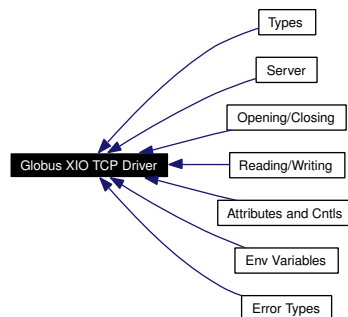 Types
Server
Opening/Closing
Globus XIO TCP Driver
Reading/Writing
Attributes and Cntls
Env Variables
Error Types